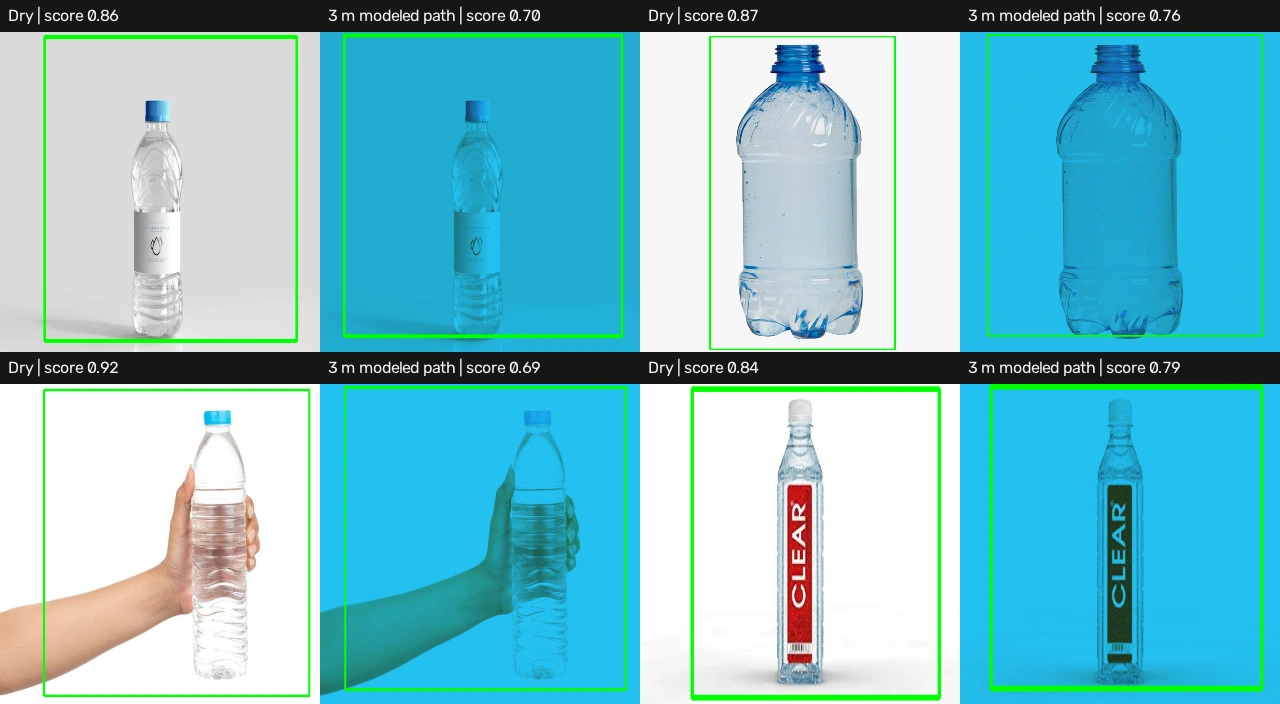 Dry | score 0.86
3 m modeled path | score 0.70
Dry | score 0.87
3 m modeled path | score 0.76
Dry | score 0.92
3 m modeled path | score 0.69
Dry | score 0.84
3 m modeled path | score 0.79
CLEAR
CLEAR